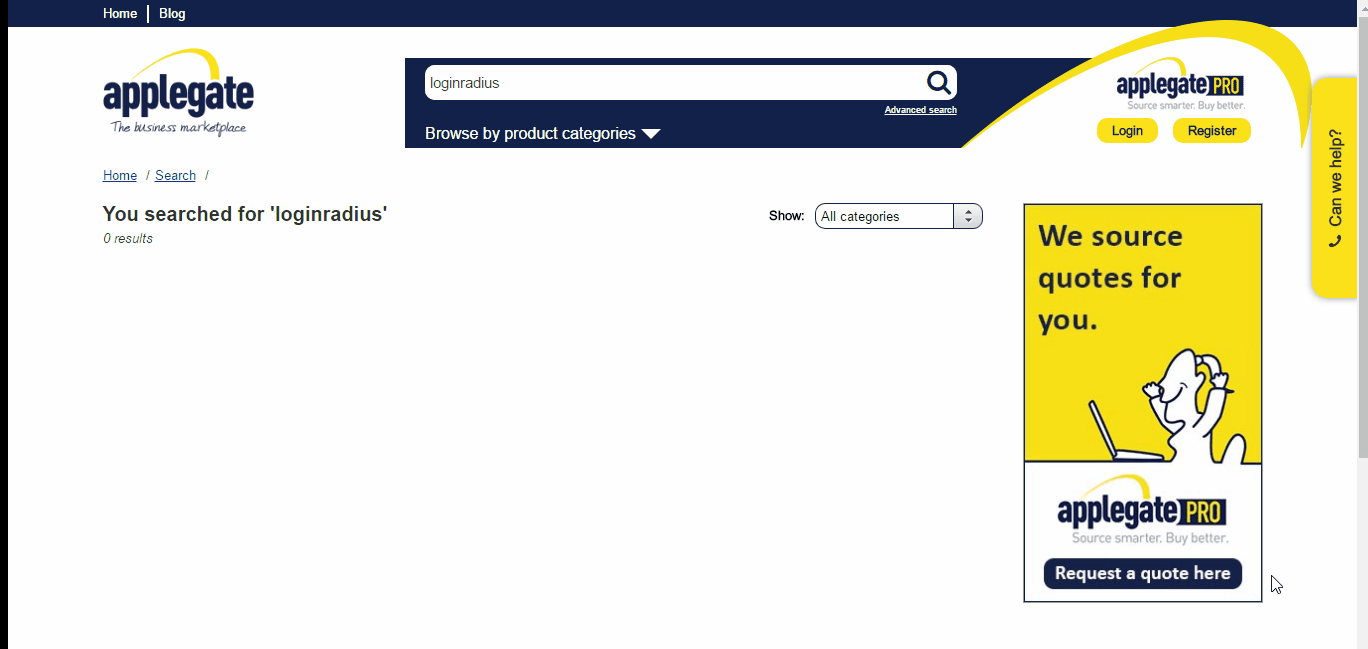 Home
Blog
applegate
The business marketplace
loginradius
Advanced search
Browse by product categories
applegate PRO
Source smarter. Buy better.
Login
Register
Can we help?
Home / Search /
You searched for 'loginradius'
0 results
Show:
All categories
We source
quotes for
you.
applegate PRO
Source smarter. Buy better.
Request a quote here